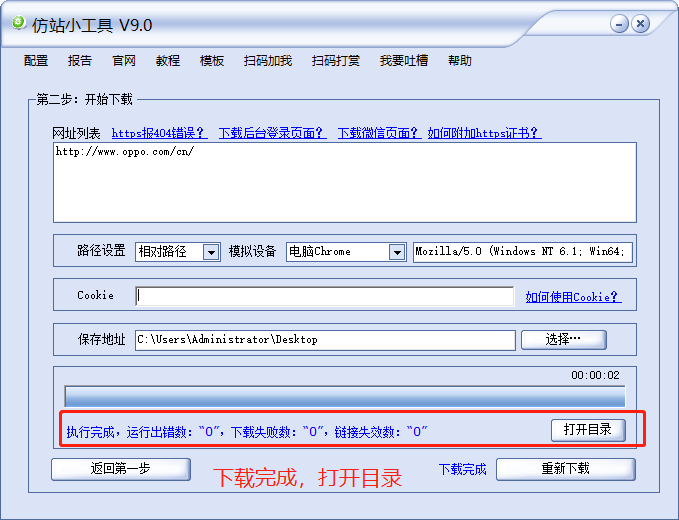 仿站小工具 V9.0
配置 报告 官网 教程 模板 扫码加我 扫码打赏 我要吐槽 帮助
第二步：开始下载
网址列表 https报404错误? 下载后台登录页面? 下载微信页面? 如何附加https证书?
http://www.oppo.com/cn/
路径设置 相对路径 模拟设备 电脑Chrome Mozilla/5.0 (Windows NT 6.1; Win64;
Cookie 如何使用Cookie?
保存地址 C:\Users\Administrator\Desktop 选择…
00:00:02
执行完成，运行出错数：“0”，下载失败数：“0”，链接失效数：“0” 打开目录
返回第一步 下载完成，打开目录 下载完成 重新下载